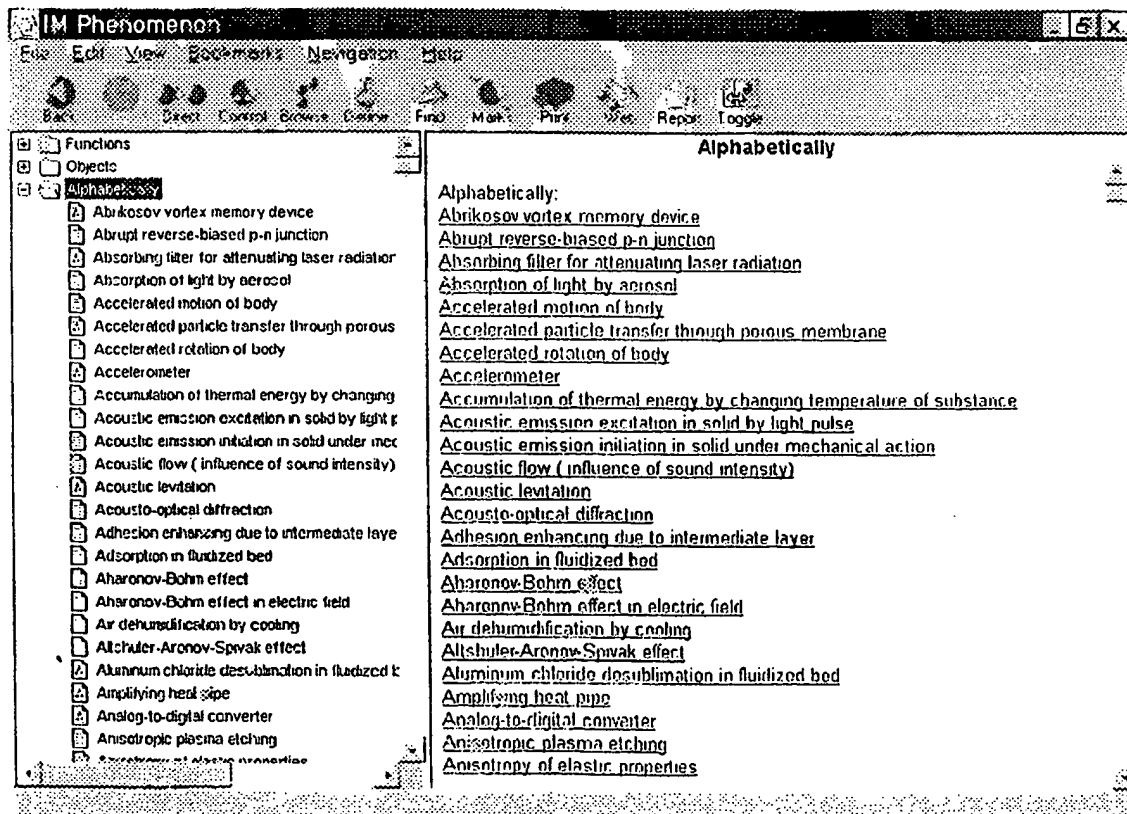 IM Phenomenon
File Edit View Bookmarks Navigation Help
Back Direct Control Browse Define Find Marks Print Web Report Toggle
Functions
Objects
Alphabetically
Abrikosov vortex memory device
Abrupt reverse-biased p-n junction
Absorbing filter for attenuating laser radiation
Absorption of light by aerosol
Accelerated motion of body
Accelerated particle transfer through porous
Accelerated rotation of body
Accelerometer
Accumulation of thermal energy by changing
Acoustic emission excitation in solid by light p
Acoustic emission initiation in solid under mec
Acoustic flow ( influence of sound intensity)
Acoustic levitation
Acousto-optical diffraction
Adhesion enhancing due to intermediate laye
Adsorption in fluidized bed
Aharonov-Bohm effect
Aharonov-Bohm effect in electric field
Air dehumidification by cooling
Altshuler-Aronov-Spivak effect
Aluminum chloride desublimation in fluidized b
Amplifying heat pipe
Analog-to-digital converter
Anisotropic plasma etching
Anisotropy of elastic properties
Alphabetically
Alphabetically:
Abrikosov vortex memory device
Abrupt reverse-biased p-n junction
Absorbing filter for attenuating laser radiation
Absorption of light by aerosol
Accelerated motion of body
Accelerated particle transfer through porous membrane
Accelerated rotation of body
Accelerometer
Accumulation of thermal energy by changing temperature of substance
Acoustic emission excitation in solid by light pulse
Acoustic emission initiation in solid under mechanical action
Acoustic flow ( influence of sound intensity)
Acoustic levitation
Acousto-optical diffraction
Adhesion enhancing due to intermediate layer
Adsorption in fluidized bed
Aharonov-Bohm effect
Aharonov-Bohm effect in electric field
Air dehumidification by cooling
Altshuler-Aronov-Spivak effect
Aluminum chloride desublimation in fluidized bed
Amplifying heat pipe
Analog-to-digital converter
Anisotropic plasma etching
Anisotropy of elastic properties